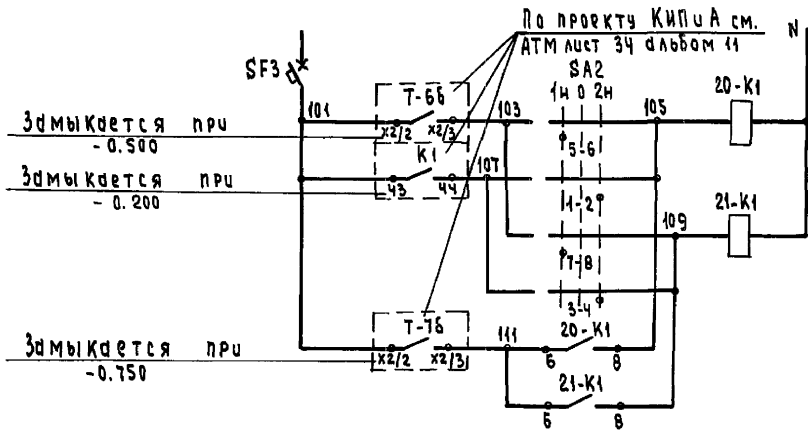 По проекту КИПиА см.
АТМ лист 34 альбом 11
N
SF3
SA2
1н 0 2н
20-К1
Т-6б
101
103
105
х2/2
х2/3
Замыкается при
-0.500
5-6
К1
107
43
44
Замыкается при
-0.200
1-2
109
21-К1
7-8
3-4
Т-7б
111
20-К1
х2/2
х2/3
6
8
Замыкается при
-0.750
21-К1
6
8